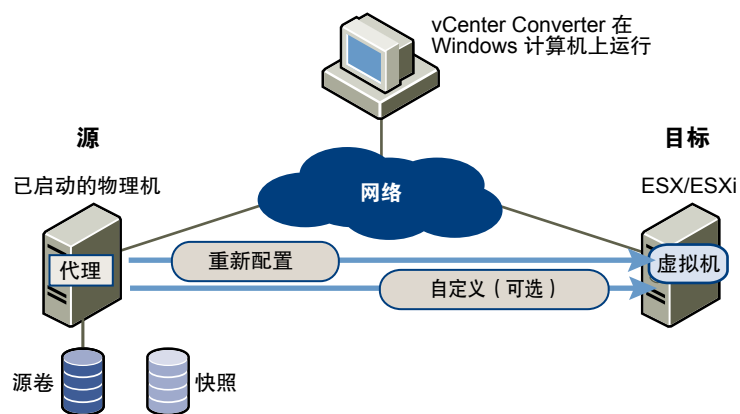 vCenter Converter 在
Windows 计算机上运行
源
目标
已启动的物理机
网络
ESX/ESXi
代理
重新配置
虚拟机
自定义（可选）
源卷
快照